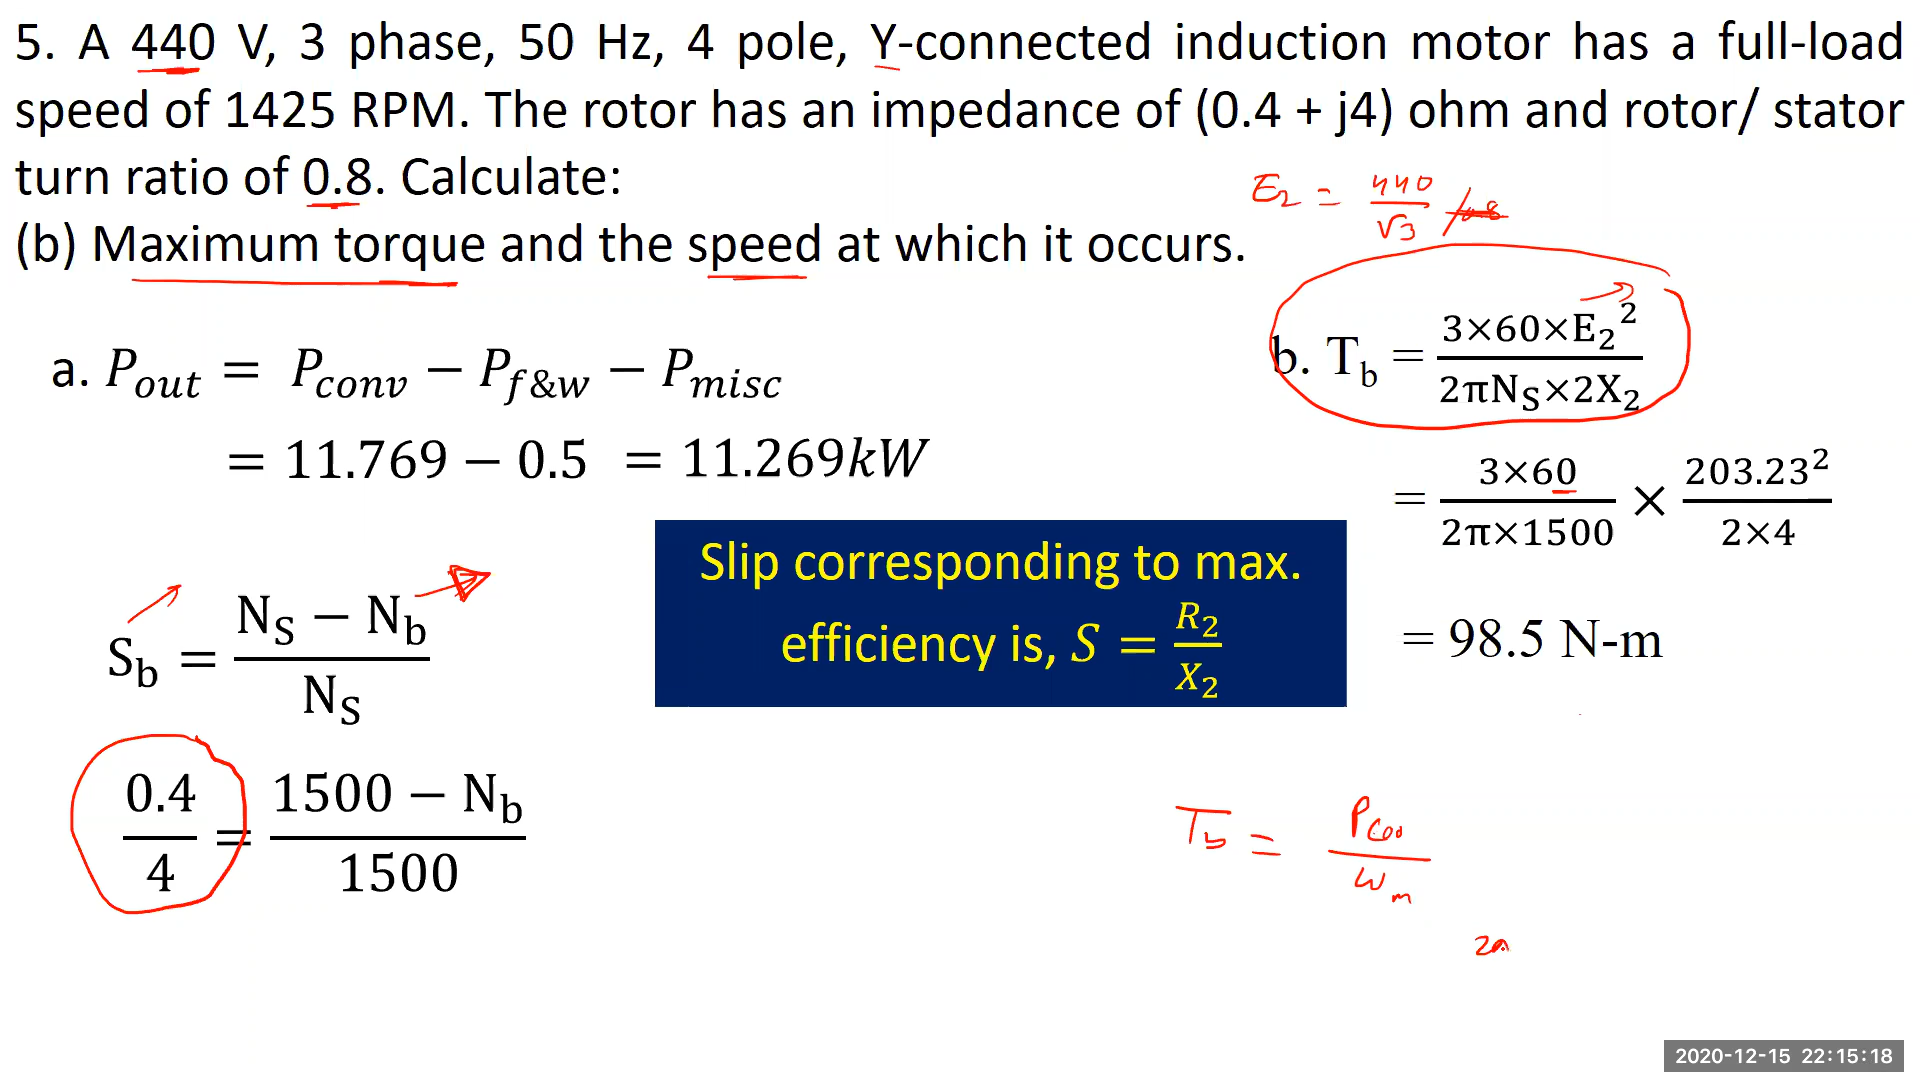 5. A 440 V, 3 phase, 50 Hz, 4 pole, Y-connected induction motor has a full-load
speed of 1425 RPM. The rotor has an impedance of (0.4 + j4) ohm and rotor/ stator
turn ratio of 0.8. Calculate:
(b) Maximum torque and the speed at which it occurs.
E₂ = 440/√3
a. P_out = P_conv − P_f&w − P_misc
= 11.769 − 0.5 = 11.269kW
S_b = (N_S − N_b)/N_S
0.4/4 = (1500 − N_b)/1500
Slip corresponding to max.
efficiency is, S = R₂/X₂
b. T_b = (3×60×E₂²)/(2πN_S×2X₂)
= (3×60)/(2π×1500) × (203.23²)/(2×4)
= 98.5 N-m
T_b = P_con/ω_m
2020-12-15 22:15:18